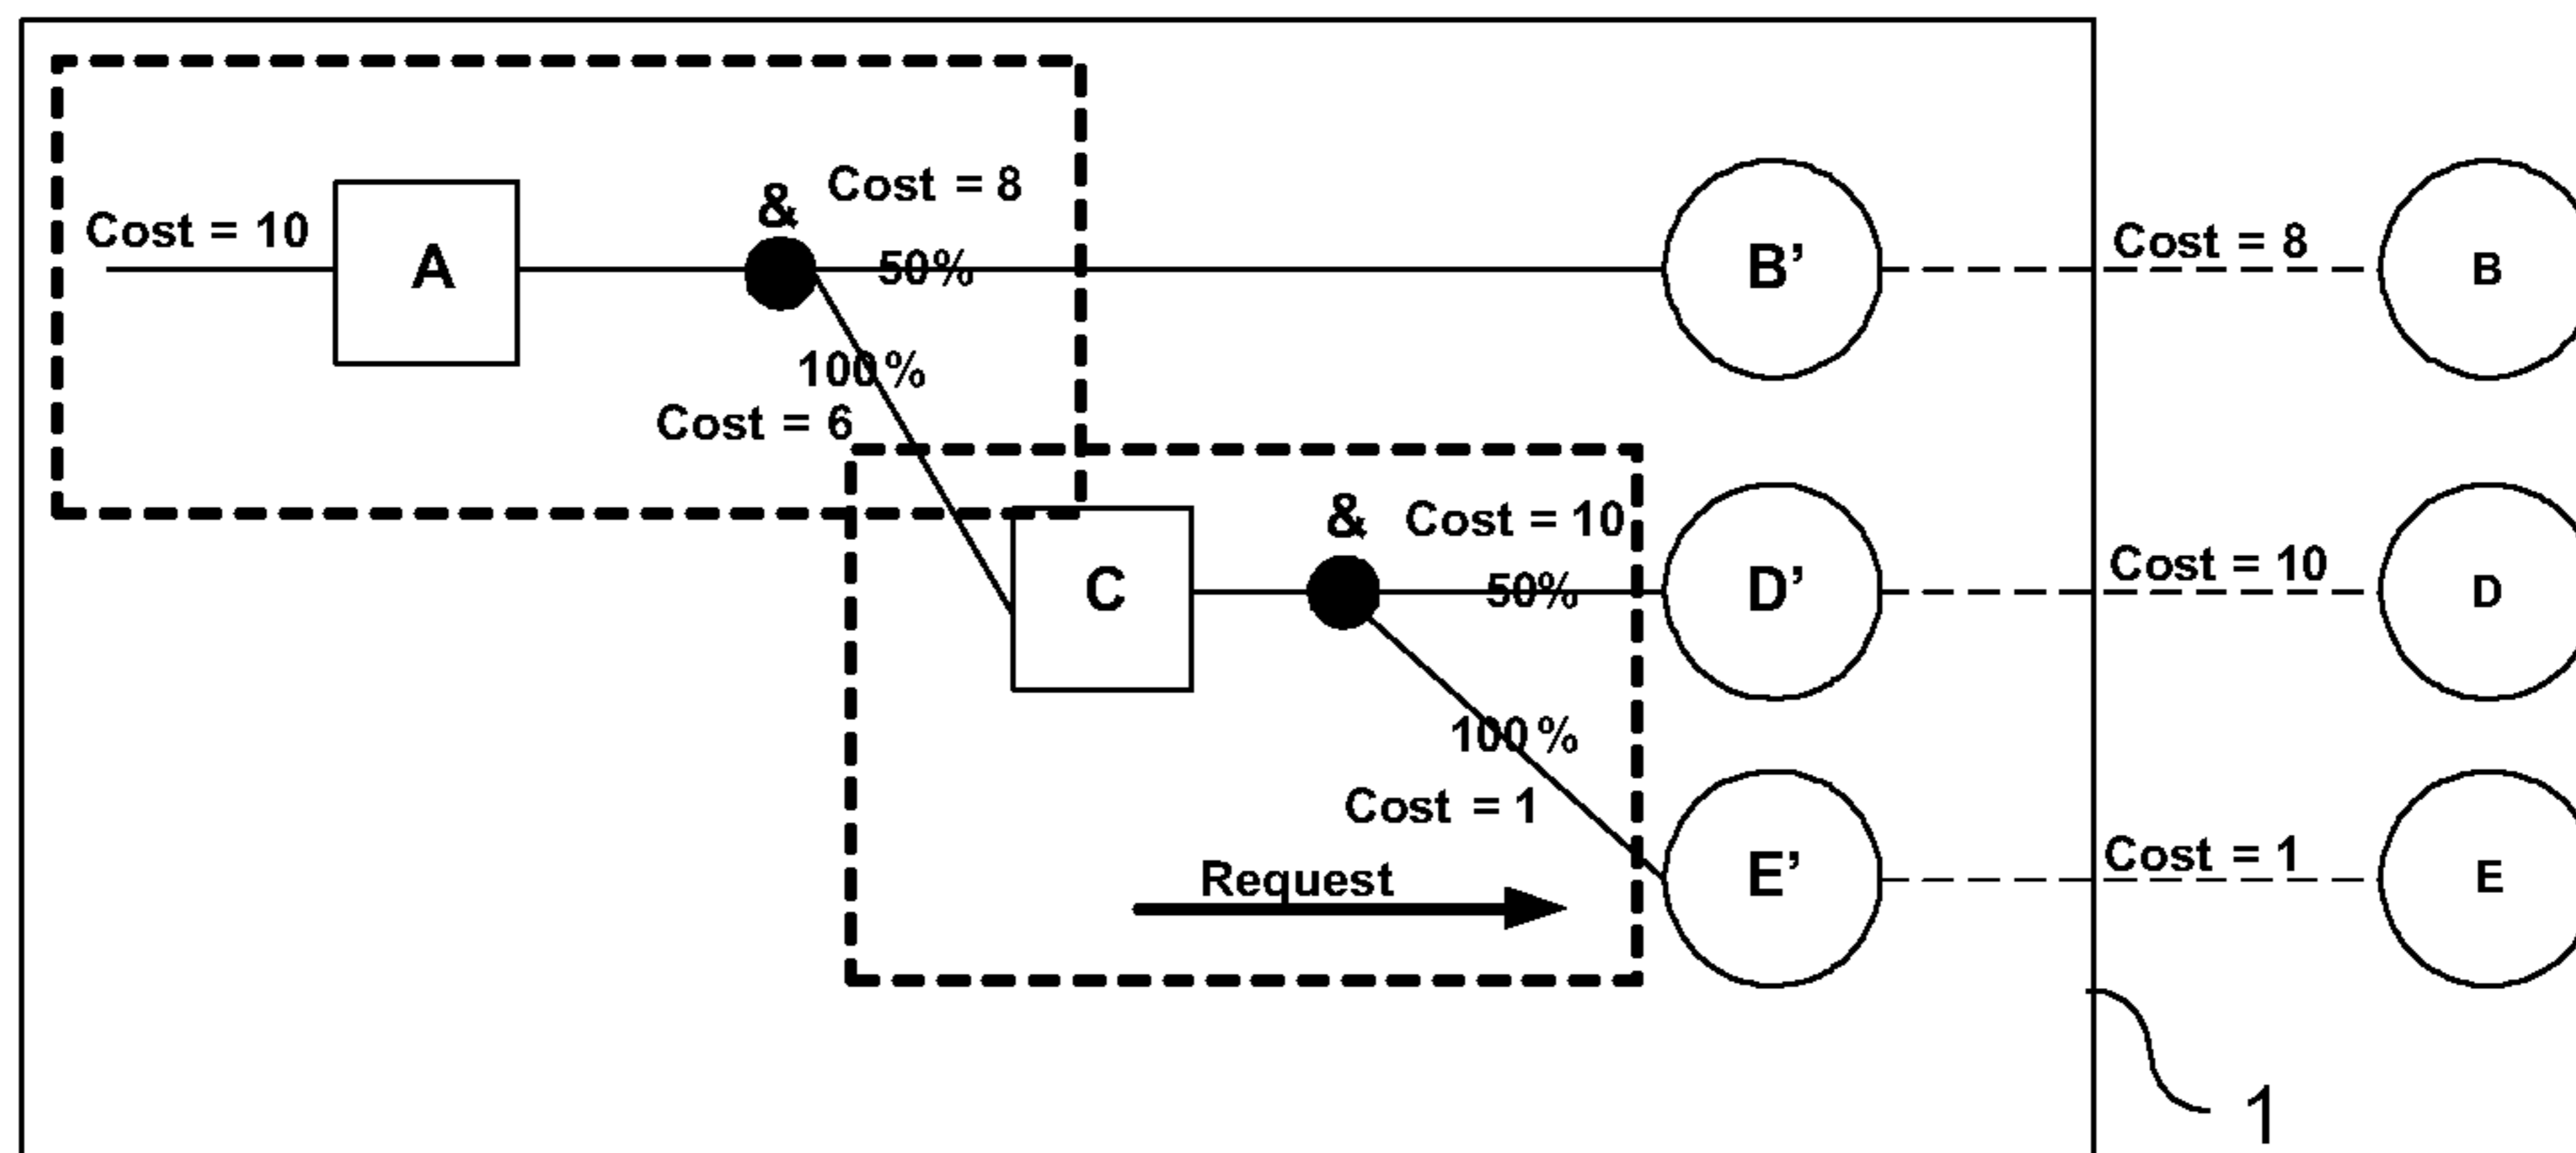 Cost = 8
&
Cost = 10
A
50%
B’
Cost = 8
B
100%
Cost = 6
&
Cost = 10
C
50%
D’
Cost = 10
D
100%
Cost = 1
Request
E’
Cost = 1
E
1